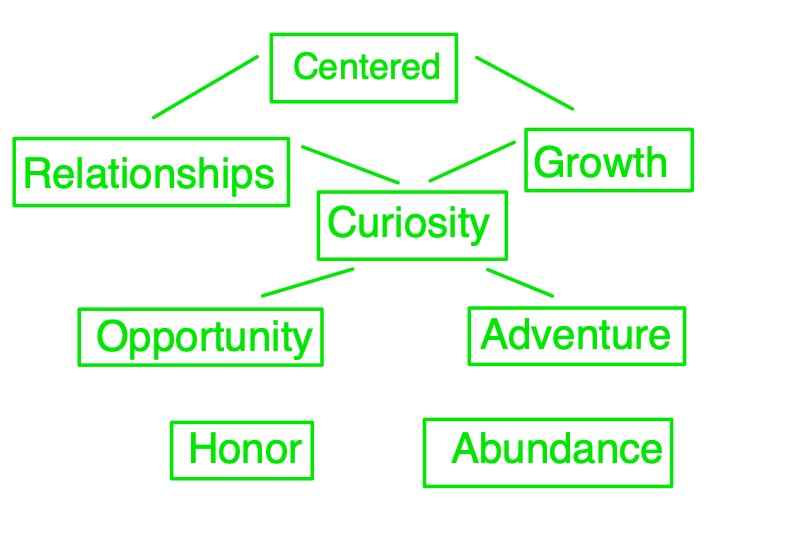 Centered
Relationships
Growth
Curiosity
Opportunity
Adventure
Honor
Abundance